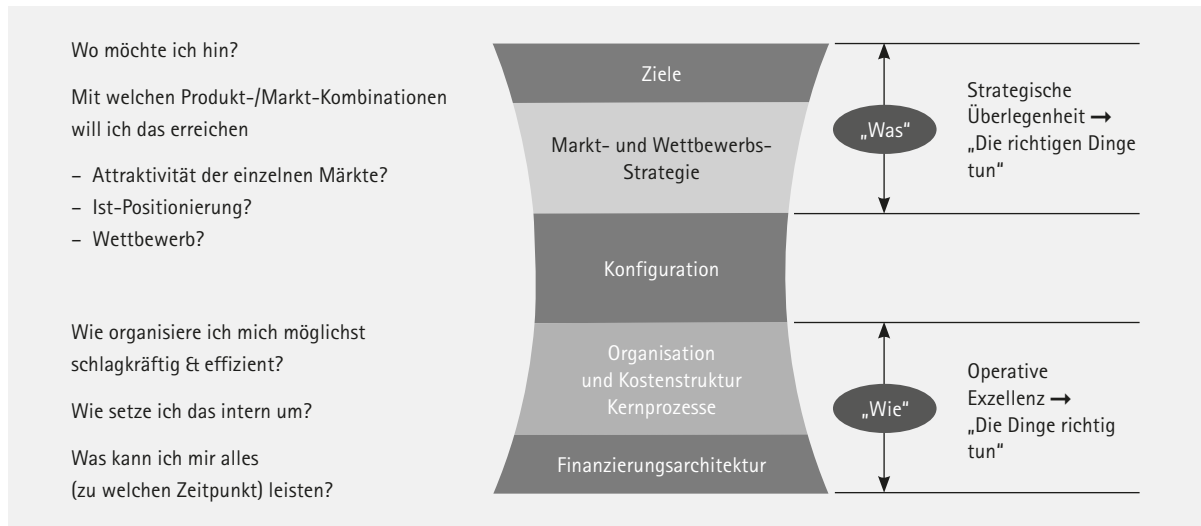 Wo möchte ich hin?
Mit welchen Produkt-/Markt-Kombinationen
will ich das erreichen
– Attraktivität der einzelnen Märkte?
– Ist-Positionierung?
– Wettbewerb?
Wie organisiere ich mich möglichst
schlagkräftig & effizient?
Wie setze ich das intern um?
Was kann ich mir alles
(zu welchen Zeitpunkt) leisten?
Ziele
Markt- und Wettbewerbs-
Strategie
Konfiguration
Organisation
und Kostenstruktur
Kernprozesse
Finanzierungsarchitektur
„Was“
Strategische
Überlegenheit ➞
„Die richtigen Dinge
tun“
„Wie“
Operative
Exzellenz ➞
„Die Dinge richtig
tun“